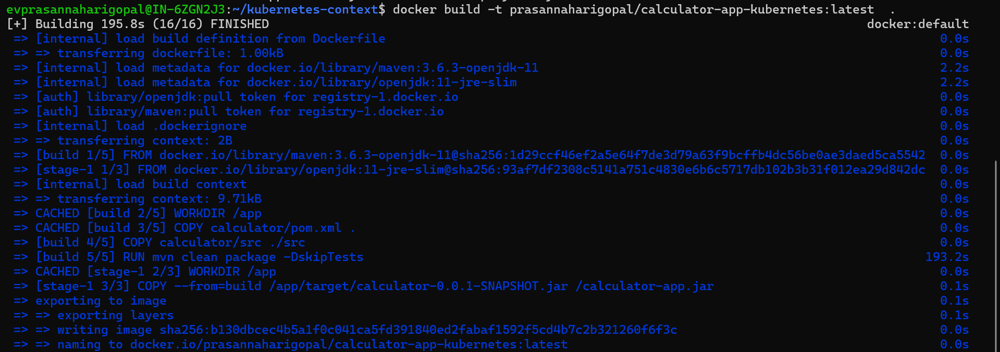 evprasannaharigopal@IN-6ZGN2J3:~/kubernetes-context$ docker build -t prasannaharigopal/calculator-app-kubernetes:latest  .
[+] Building 195.8s (16/16) FINISHED docker:default
=> [internal] load build definition from Dockerfile 0.0s
=> => transferring dockerfile: 1.00kB 0.0s
=> [internal] load metadata for docker.io/library/maven:3.6.3-openjdk-11 2.2s
=> [internal] load metadata for docker.io/library/openjdk:11-jre-slim 2.2s
=> [auth] library/openjdk:pull token for registry-1.docker.io 0.0s
=> [auth] library/maven:pull token for registry-1.docker.io 0.0s
=> [internal] load .dockerignore 0.0s
=> => transferring context: 2B 0.0s
=> [build 1/5] FROM docker.io/library/maven:3.6.3-openjdk-11@sha256:1d29ccf46ef2a5e64f7de3d79a63f9bcffb4dc56be0ae3daed5ca5542 0.0s
=> [stage-1 1/3] FROM docker.io/library/openjdk:11-jre-slim@sha256:93af7df2308c5141a751c4830e6b6c5717db102b3b31f012ea29d842dc 0.0s
=> [internal] load build context 0.0s
=> => transferring context: 9.71kB 0.0s
=> CACHED [build 2/5] WORKDIR /app 0.0s
=> CACHED [build 3/5] COPY calculator/pom.xml . 0.0s
=> [build 4/5] COPY calculator/src ./src 0.0s
=> [build 5/5] RUN mvn clean package -DskipTests 193.2s
=> CACHED [stage-1 2/3] WORKDIR /app 0.0s
=> [stage-1 3/3] COPY --from=build /app/target/calculator-0.0.1-SNAPSHOT.jar /calculator-app.jar 0.1s
=> exporting to image 0.1s
=> => exporting layers 0.1s
=> => writing image sha256:b130dbcec4b5a1f0c041ca5fd391840ed2fabaf1592f5cd4b7c2b321260f6f3c 0.0s
=> => naming to docker.io/prasannaharigopal/calculator-app-kubernetes:latest 0.0s